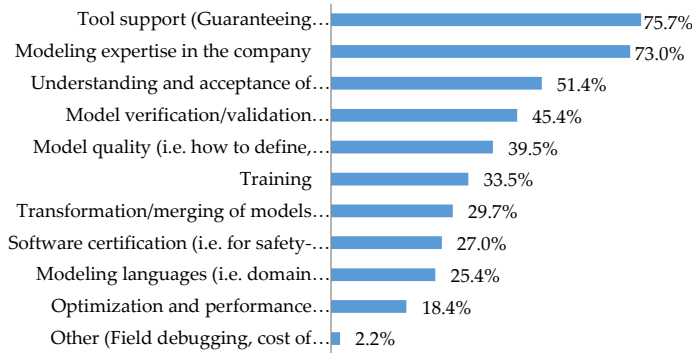 Tool support (Guaranteeing… 75.7%
Modeling expertise in the company 73.0%
Understanding and acceptance of… 51.4%
Model verification/validation… 45.4%
Model quality (i.e. how to define,… 39.5%
Training 33.5%
Transformation/merging of models… 29.7%
Software certification (i.e. for safety-… 27.0%
Modeling languages (i.e. domain… 25.4%
Optimization and performance… 18.4%
Other (Field debugging, cost of… 2.2%